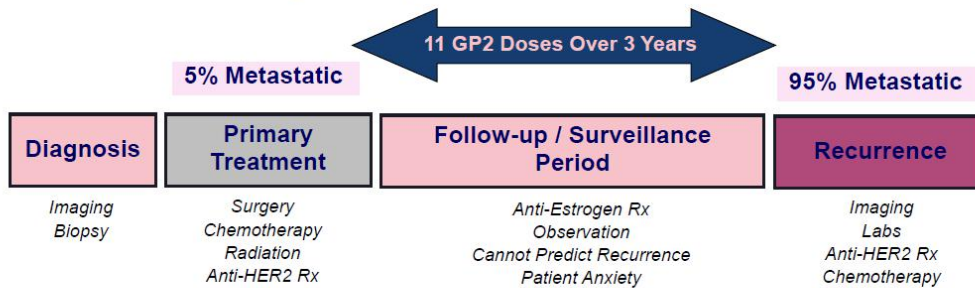 11 GP2 Doses Over 3 Years
5% Metastatic
95% Metastatic
Diagnosis
Primary
Treatment
Follow-up / Surveillance
Period
Recurrence
Imaging
Biopsy
Surgery
Chemotherapy
Radiation
Anti-HER2 Rx
Anti-Estrogen Rx
Observation
Cannot Predict Recurrence
Patient Anxiety
Imaging
Labs
Anti-HER2 Rx
Chemotherapy